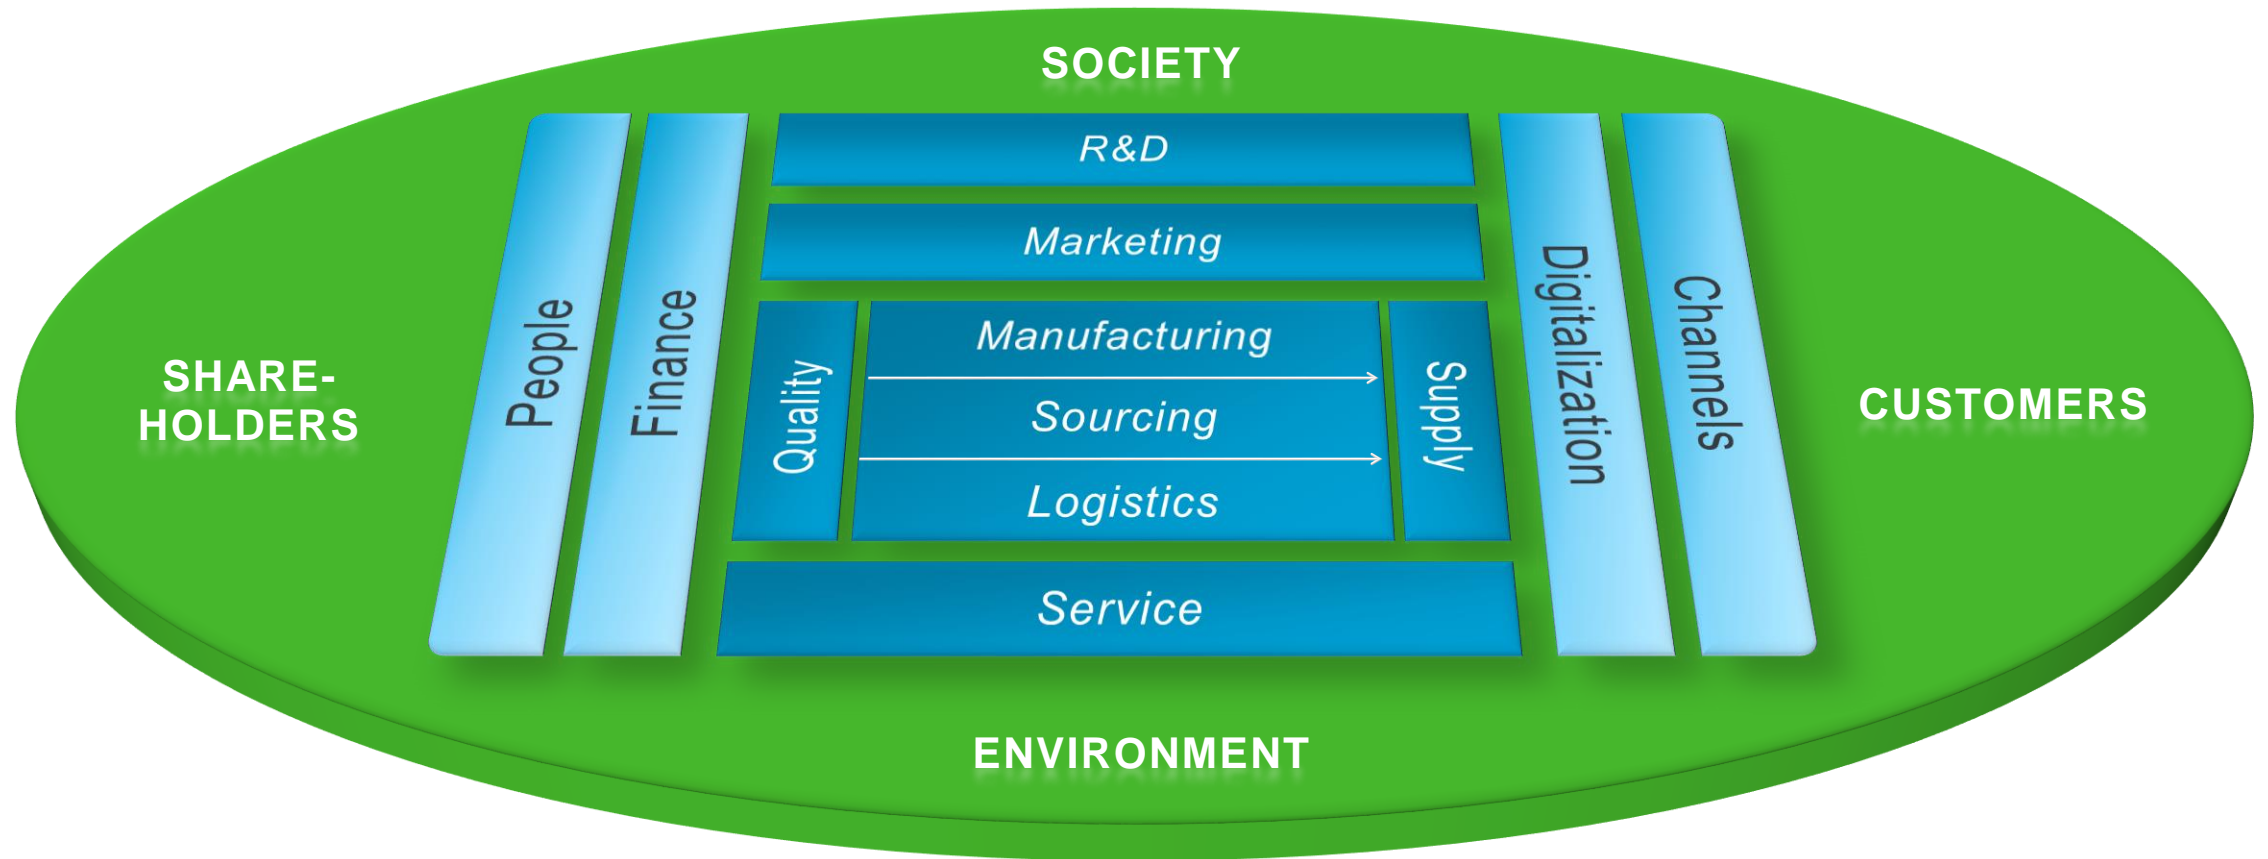 SOCIETY
R&D
Marketing
People
Finance
Quality
Manufacturing
Sourcing
Logistics
Supply
Digitalization
Channels
SHARE-
HOLDERS
CUSTOMERS
Service
ENVIRONMENT